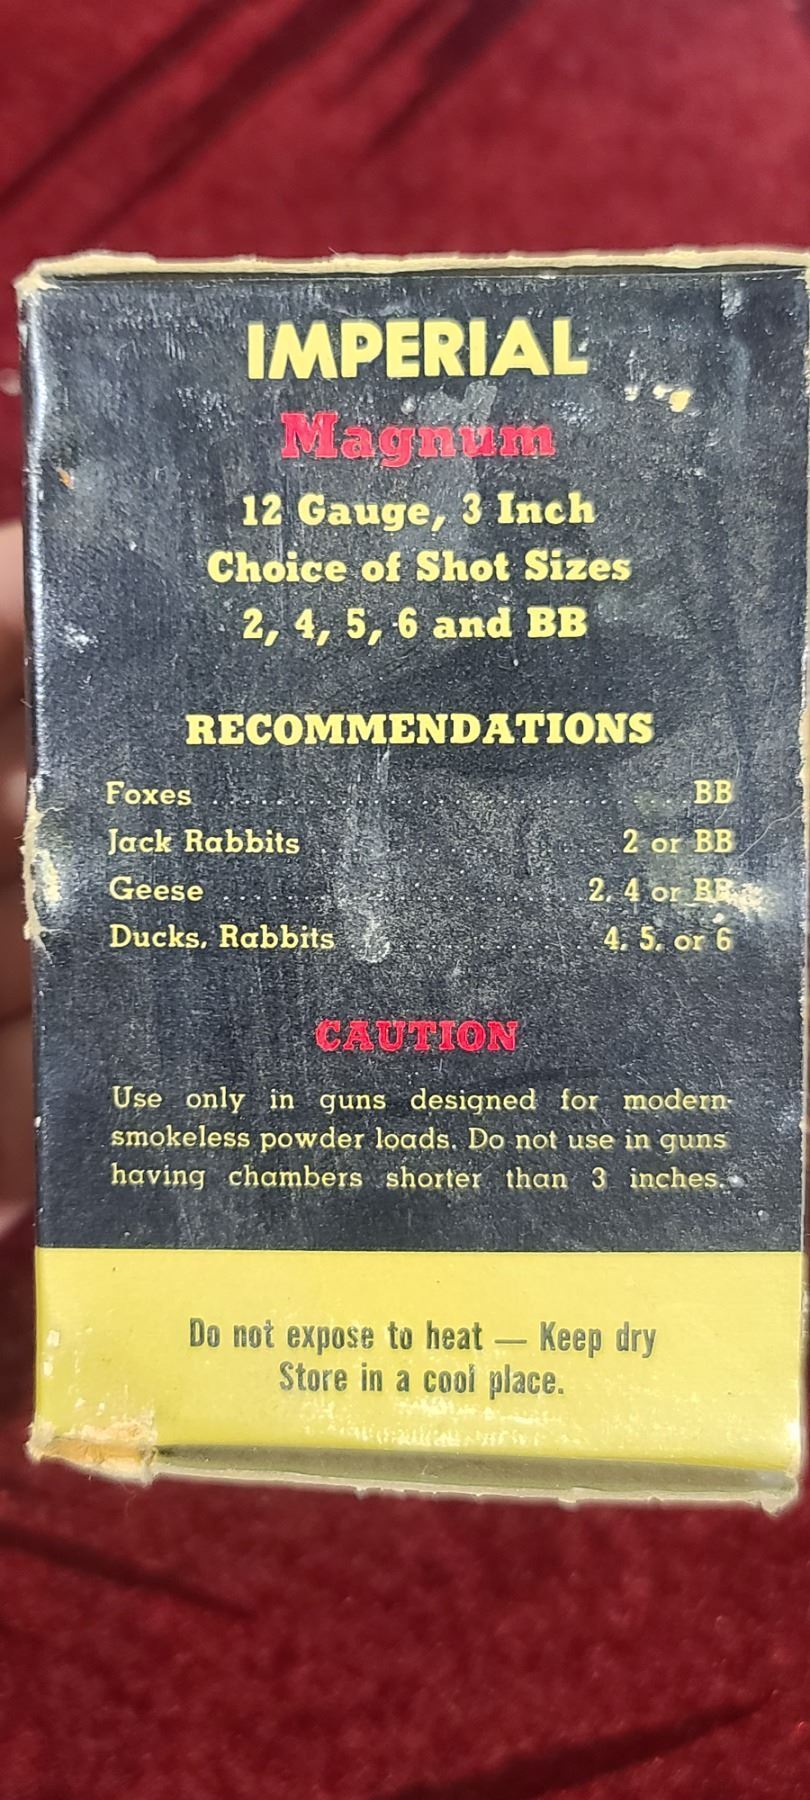 IMPERIAL
Magnum
12 Gauge, 3 Inch
Choice of Shot Sizes
2, 4, 5, 6 and BB
RECOMMENDATIONS
Foxes ........................................ BB
Jack Rabbits ........................ 2 or BB
Geese ................................ 2, 4 or BB
Ducks, Rabbits .................... 4, 5, or 6
CAUTION
Use only in guns designed for modern-
smokeless powder loads. Do not use in guns
having chambers shorter than 3 inches.
Do not expose to heat — Keep dry
Store in a cool place.